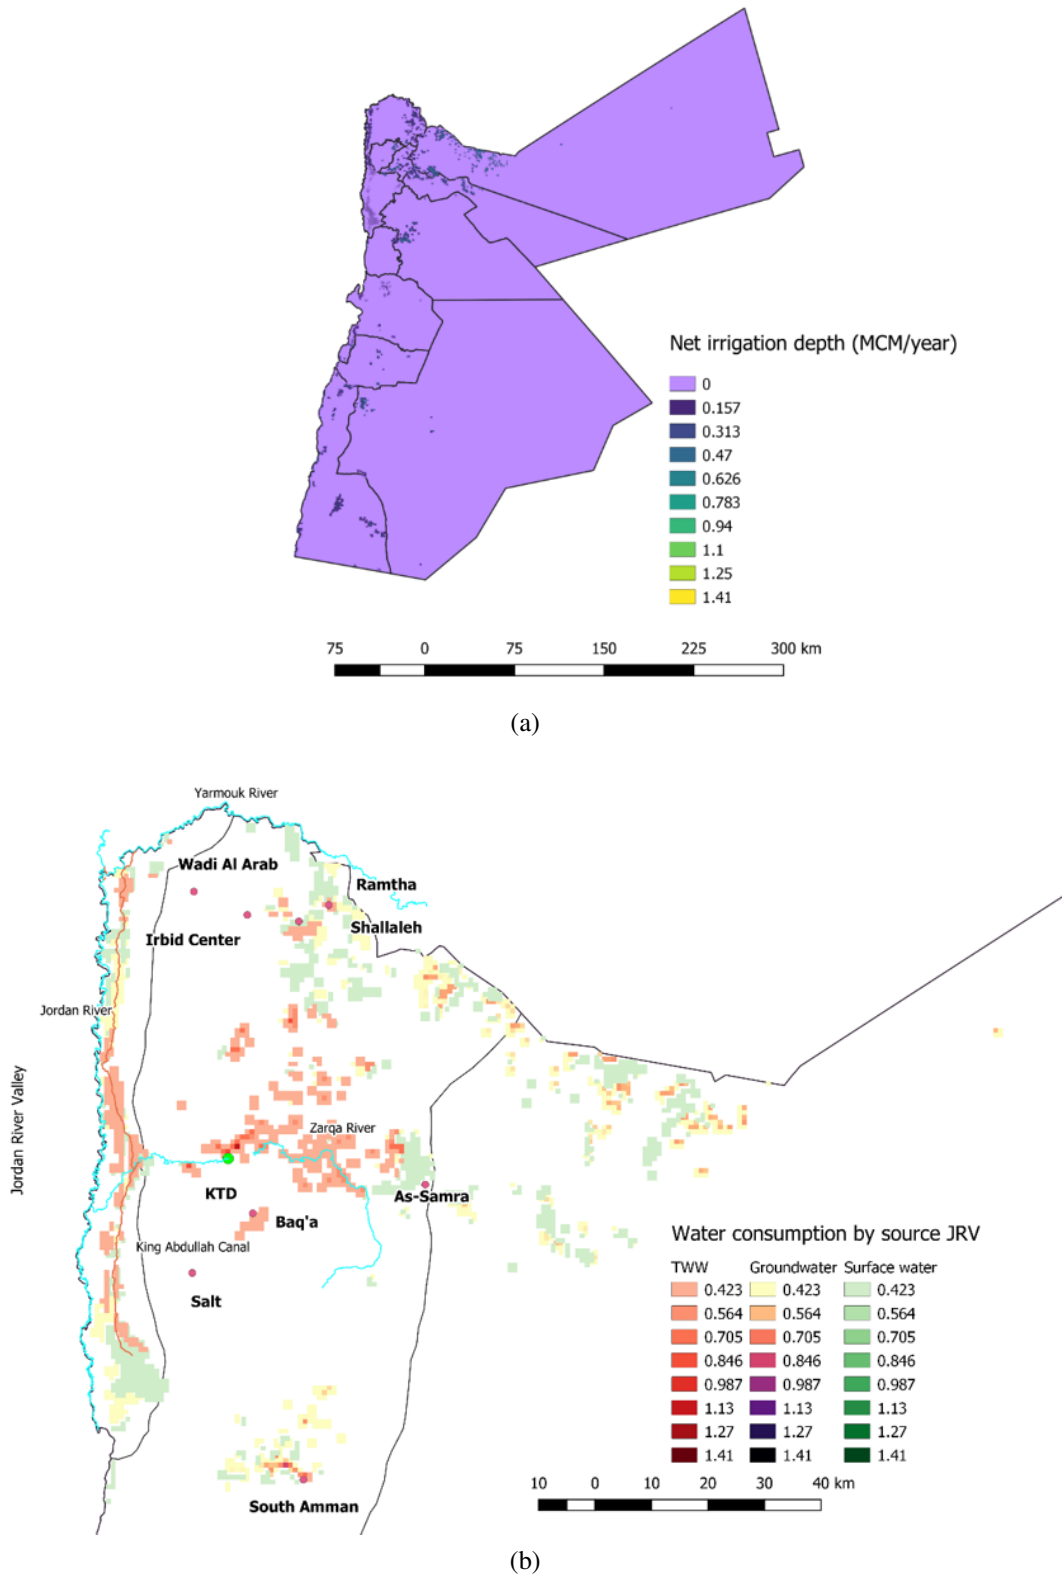 Net irrigation depth (MCM/year)
0
0.157
0.313
0.47
0.626
0.783
0.94
1.1
1.25
1.41
75 0 75 150 225 300 km
(a)
Yarmouk River
Wadi Al Arab
Ramtha
Irbid Center
Shallaleh
Jordan River
Jordan River Valley
Zarqa River
KTD
As-Samra
Baq'a
King Abdullah Canal
Salt
South Amman
Water consumption by source JRV
TWW Groundwater Surface water
0.423 0.423 0.423
0.564 0.564 0.564
0.705 0.705 0.705
0.846 0.846 0.846
0.987 0.987 0.987
1.13 1.13 1.13
1.27 1.27 1.27
1.41 1.41 1.41
10 0 10 20 30 40 km
(b)